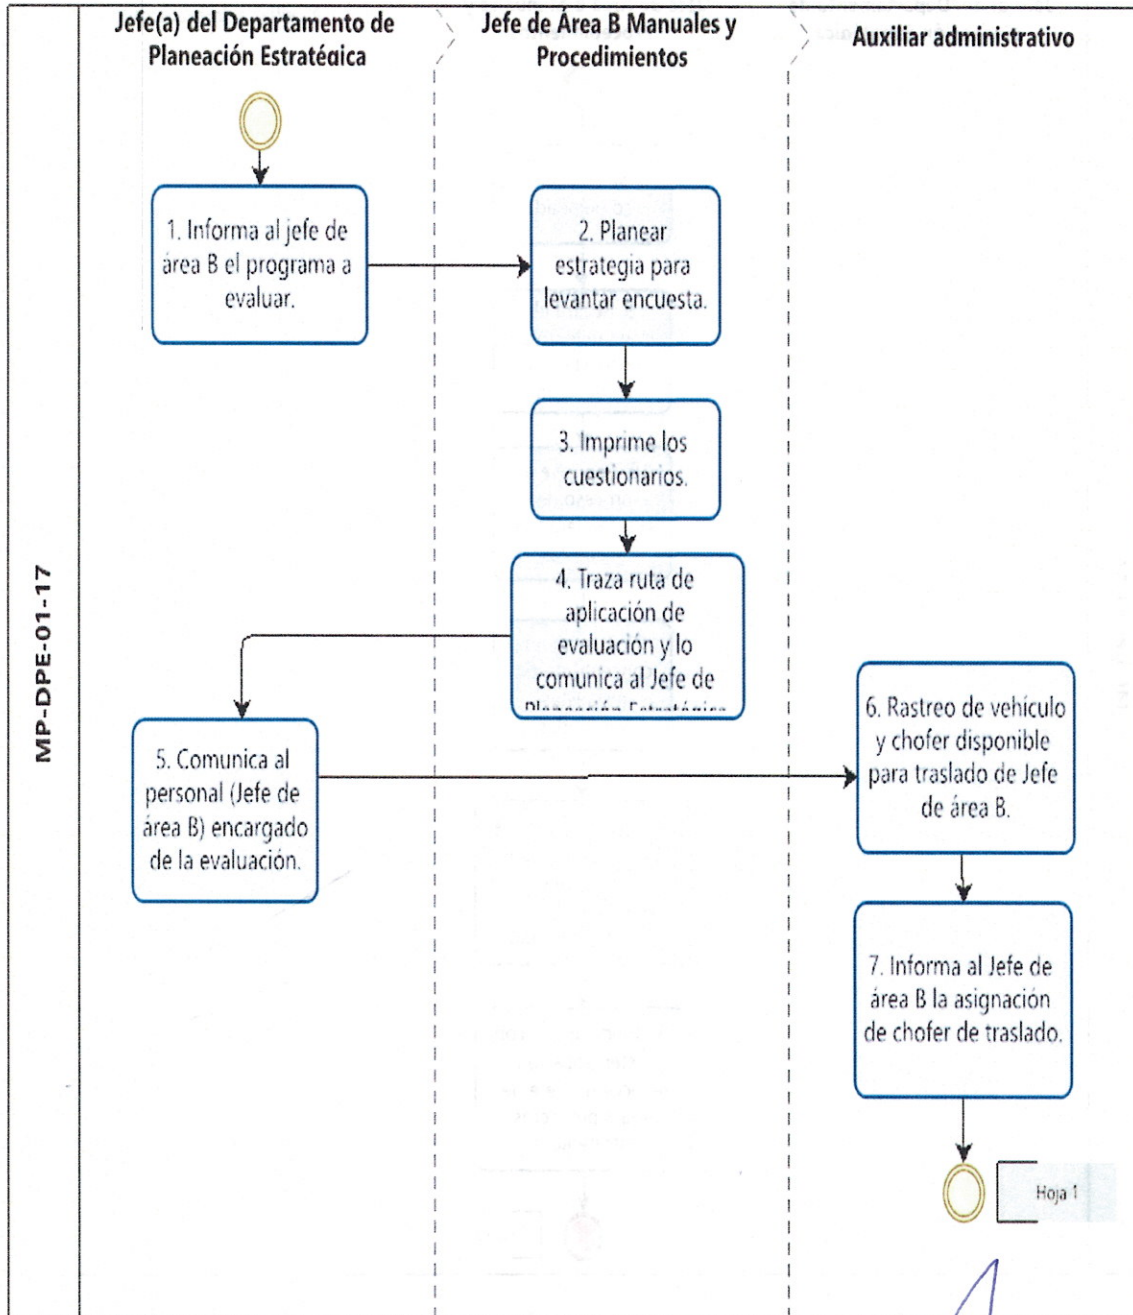 Jefe(a) del Departamento de
Planeación Estratégica
Jefe de Área B Manuales y
Procedimientos
Auxiliar administrativo
MP-DPE-01-17
1. Informa al jefe de
área B el programa a
evaluar.
2. Planear
estrategia para
levantar encuesta.
3. Imprime los
cuestionarios.
4. Traza ruta de
aplicación de
evaluación y lo
comunica al Jefe de
Planeación Estratégica
5. Comunica al
personal (Jefe de
área B) encargado
de la evaluación.
6. Rastreo de vehículo
y chofer disponible
para traslado de Jefe
de área B.
7. Informa al Jefe de
área B la asignación
de chofer de traslado.
Hoja 1